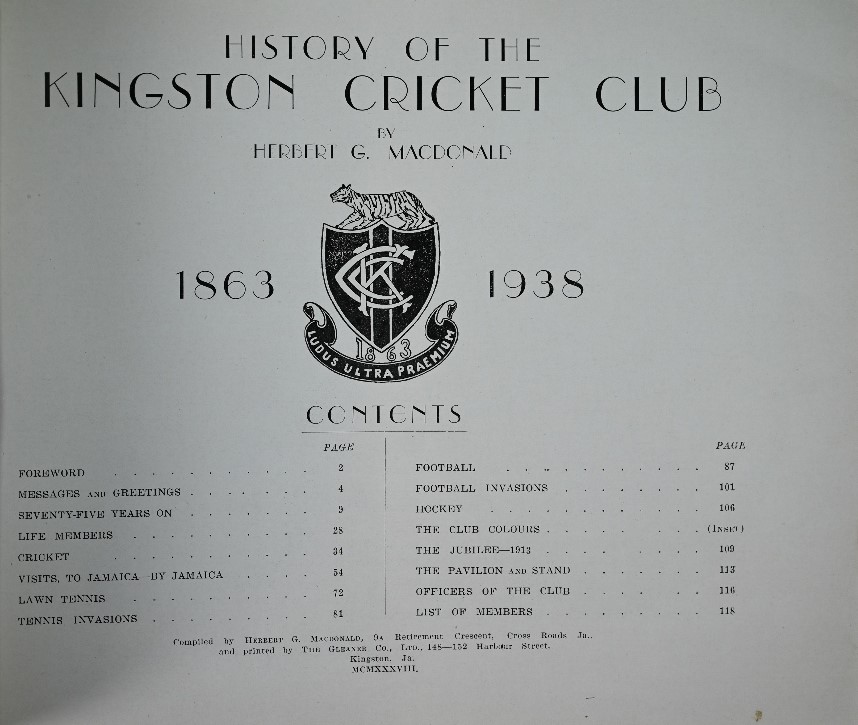 HISTORY OF THE
KINGSTON CRICKET CLUB
BY
HERBERT G. MACDONALD
1863 1938
KCC
1863
LUDUS ULTRA PRAEMIUM
CONTENTS
PAGE
FOREWORD . . . . . . . . . . . 2
MESSAGES AND GREETINGS . . . . . . . 4
SEVENTY-FIVE YEARS ON . . . . . . . 9
LIFE MEMBERS . . . . . . . . . . 28
CRICKET . . . . . . . . . . . 34
VISITS, TO JAMAICA—BY JAMAICA . . . . 54
LAWN TENNIS . . . . . . . . . . 72
TENNIS INVASIONS . . . . . . . . . 81
PAGE
FOOTBALL . . . . . . . . . . . 87
FOOTBALL INVASIONS . . . . . . . . 101
HOCKEY . . . . . . . . . . . . 106
THE CLUB COLOURS . . . . . . . . . (INSET)
THE JUBILEE—1913 . . . . . . . . . 109
THE PAVILION AND STAND . . . . . . . 113
OFFICERS OF THE CLUB . . . . . . . 116
LIST OF MEMBERS . . . . . . . . . 118
Compiled by HERBERT G. MACDONALD, 9A Retirement Crescent, Cross Roads Ja.,
and printed by THE GLEANER CO., LTD., 148—152 Harbour Street,
Kingston, Ja.
MCMXXXVIII.